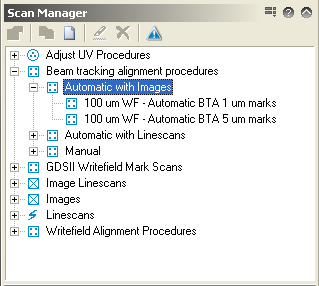 Scan Manager
Adjust UV Procedures
Beam tracking alignment procedures
Automatic with Images
100 um WF - Automatic BTA 1 um marks
100 um WF - Automatic BTA 5 um marks
Automatic with Linescans
Manual
GDSII Writefield Mark Scans
Image Linescans
Images
Linescans
Writefield Alignment Procedures